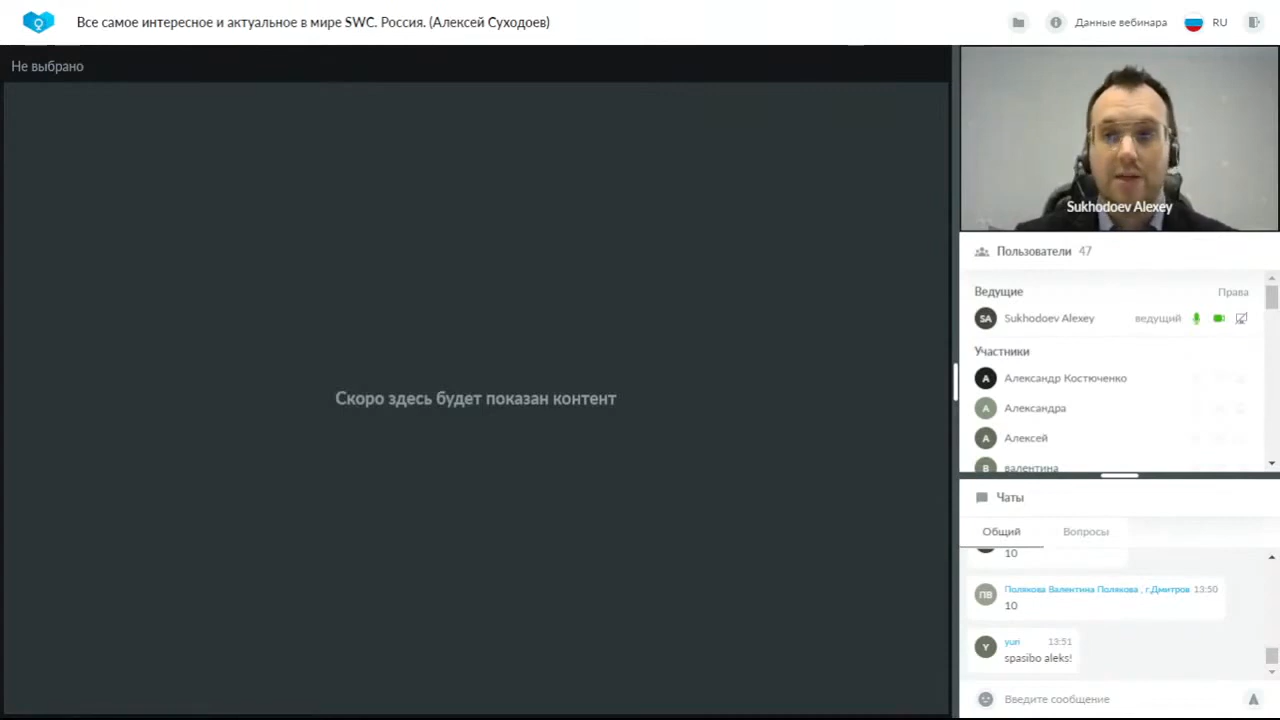 Все самое интересное и актуальное в мире SWC. Россия. (Алексей Суходоев)
Данные вебинара
RU
Не выбрано
Скоро здесь будет показан контент
Sukhodoev Alexey
Пользователи 47
Ведущие Права
SA Sukhodoev Alexey ведущий
Участники
A Александр Костюченко
A Александра
A Алексей
В валентина
Чаты
Общий Вопросы
10
ПВ Полякова Валентина Полякова , г.Дмитров 13:50
10
Y yuri 13:51
spasibo aleks!
Введите сообщение